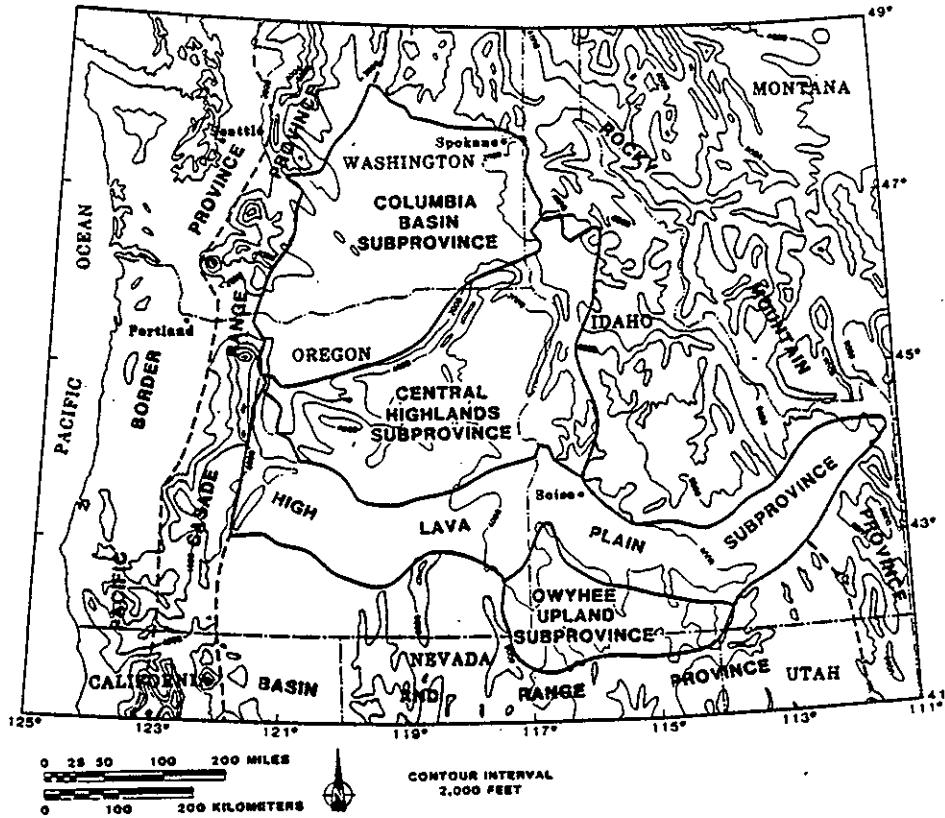 49°
MONTANA
ROCKY
Seattle
PROVINCE
PROVINCE
Spokane
WASHINGTON
47°
COLUMBIA
BASIN
SUBPROVINCE
OCEAN
RANGE
Portland
IDAHO
MOUNTAIN
OREGON
45°
BORDER
PACIFIC
CENTRAL
HIGHLANDS
SUBPROVINCE
HIGH
LAVA
PLAIN
SUBPROVINCE
Boise
CASADE
43°
PROVINCE
PACIFIC
OWYHEE
UPLAND
SUBPROVINCE
NEVADA
CALIFORNIA
BASIN
AND
RANGE
PROVINCE
UTAH
41
125°
123°
121°
119°
117°
115°
113°
111°
0 25 50 100 200 MILES
0 100 200 KILOMETERS
CONTOUR INTERVAL
2,000 FEET